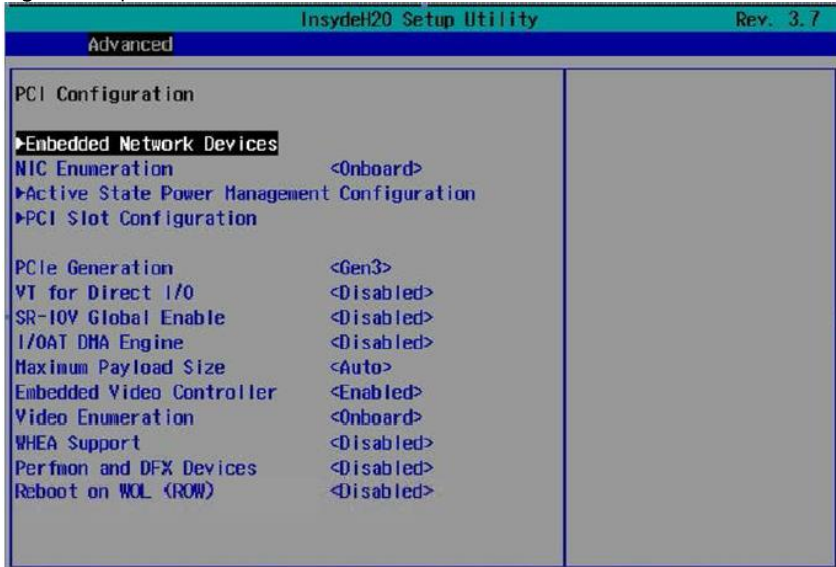 InsydeH2O Setup Utility Rev. 3.7
Advanced
PCI Configuration
▶Embedded Network Devices
NIC Enumeration <Onboard>
▶Active State Power Management Configuration
▶PCI Slot Configuration
PCIe Generation <Gen3>
VT for Direct I/O <Disabled>
SR-IOV Global Enable <Disabled>
I/OAT DMA Engine <Disabled>
Maximum Payload Size <Auto>
Embedded Video Controller <Enabled>
Video Enumeration <Onboard>
WHEA Support <Disabled>
Perfmon and DFX Devices <Disabled>
Reboot on WOL (ROW) <Disabled>